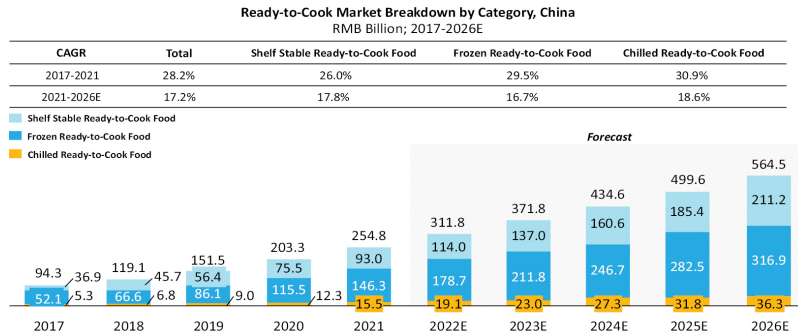 Ready-to-Cook Market Breakdown by Category, China
RMB Billion; 2017-2026E
CAGR Total Shelf Stable Ready-to-Cook Food Frozen Ready-to-Cook Food Chilled Ready-to-Cook Food
2017-2021 28.2% 26.0% 29.5% 30.9%
2021-2026E 17.2% 17.8% 16.7% 18.6%
Shelf Stable Ready-to-Cook Food
Frozen Ready-to-Cook Food
Chilled Ready-to-Cook Food
Forecast
94.3 119.1 151.5 203.3 254.8 311.8 371.8 434.6 499.6 564.5
36.9 45.7 56.4 75.5 93.0 114.0 137.0 160.6 185.4 211.2
52.1 66.6 86.1 115.5 146.3 178.7 211.8 246.7 282.5 316.9
5.3 6.8 9.0 12.3 15.5 19.1 23.0 27.3 31.8 36.3
2017 2018 2019 2020 2021 2022E 2023E 2024E 2025E 2026E